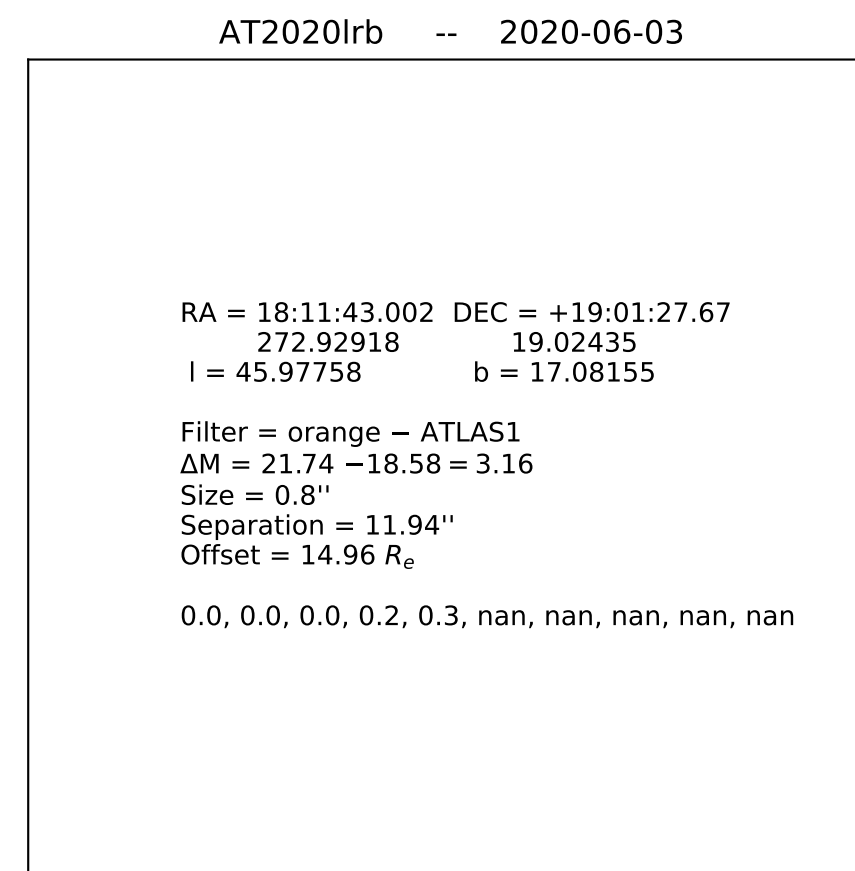 AT2020lrb -- 2020-06-03
RA = 18:11:43.002 DEC = +19:01:27.67
272.92918 19.02435
l = 45.97758 b = 17.08155
Filter = orange − ATLAS1
ΔM = 21.74 −18.58 = 3.16
Size = 0.8''
Separation = 11.94''
Offset = 14.96 Re
0.0, 0.0, 0.0, 0.2, 0.3, nan, nan, nan, nan, nan